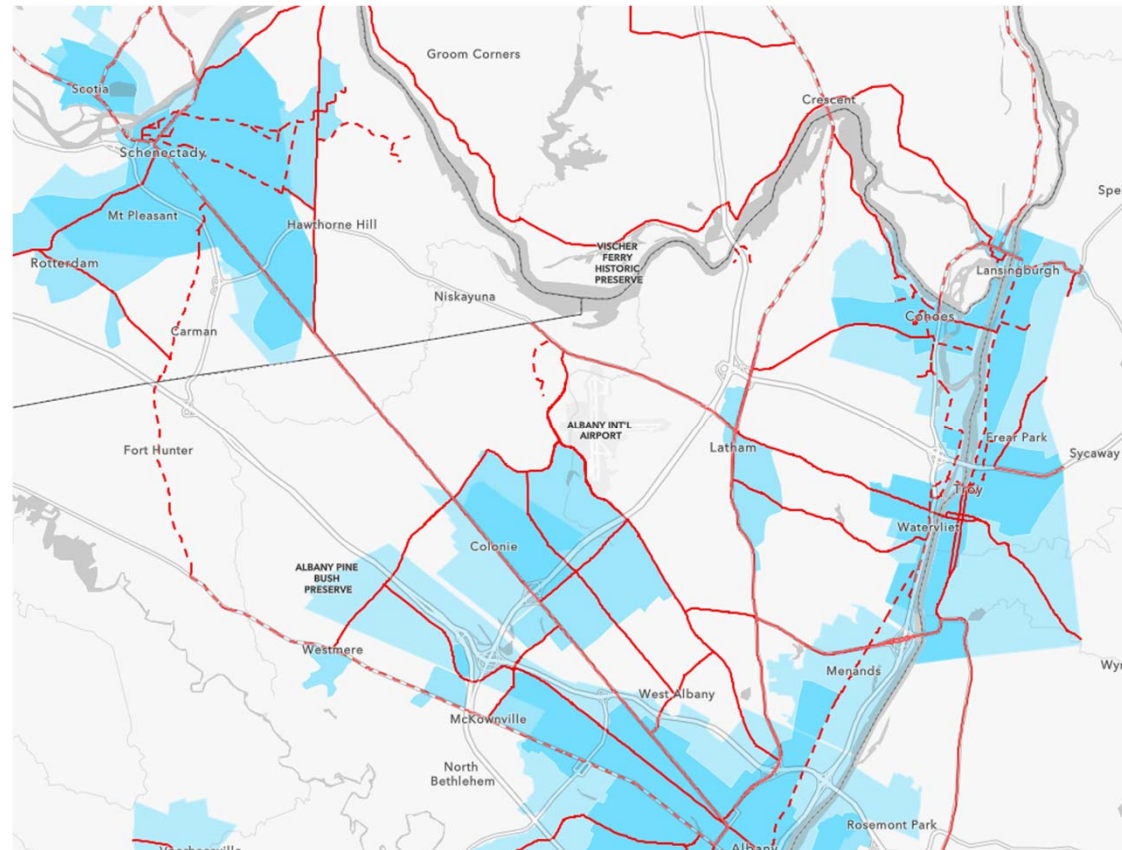 Groom Corners
Scotia
Crescent
Schenectady
Spe
Mt Pleasant
Hawthorne Hill
VISCHER
FERRY
HISTORIC
PRESERVE
Rotterdam
Lansingburgh
Niskayuna
Cohoes
Carman
ALBANY INT'L
AIRPORT
Fort Hunter
Latham
Frear Park
Sycaway
Troy
Watervliet
Colonie
ALBANY PINE
BUSH
PRESERVE
Westmere
Menands
Wyn
West Albany
McKownville
North
Bethlehem
Rosemont Park
Albany
Voorheesville